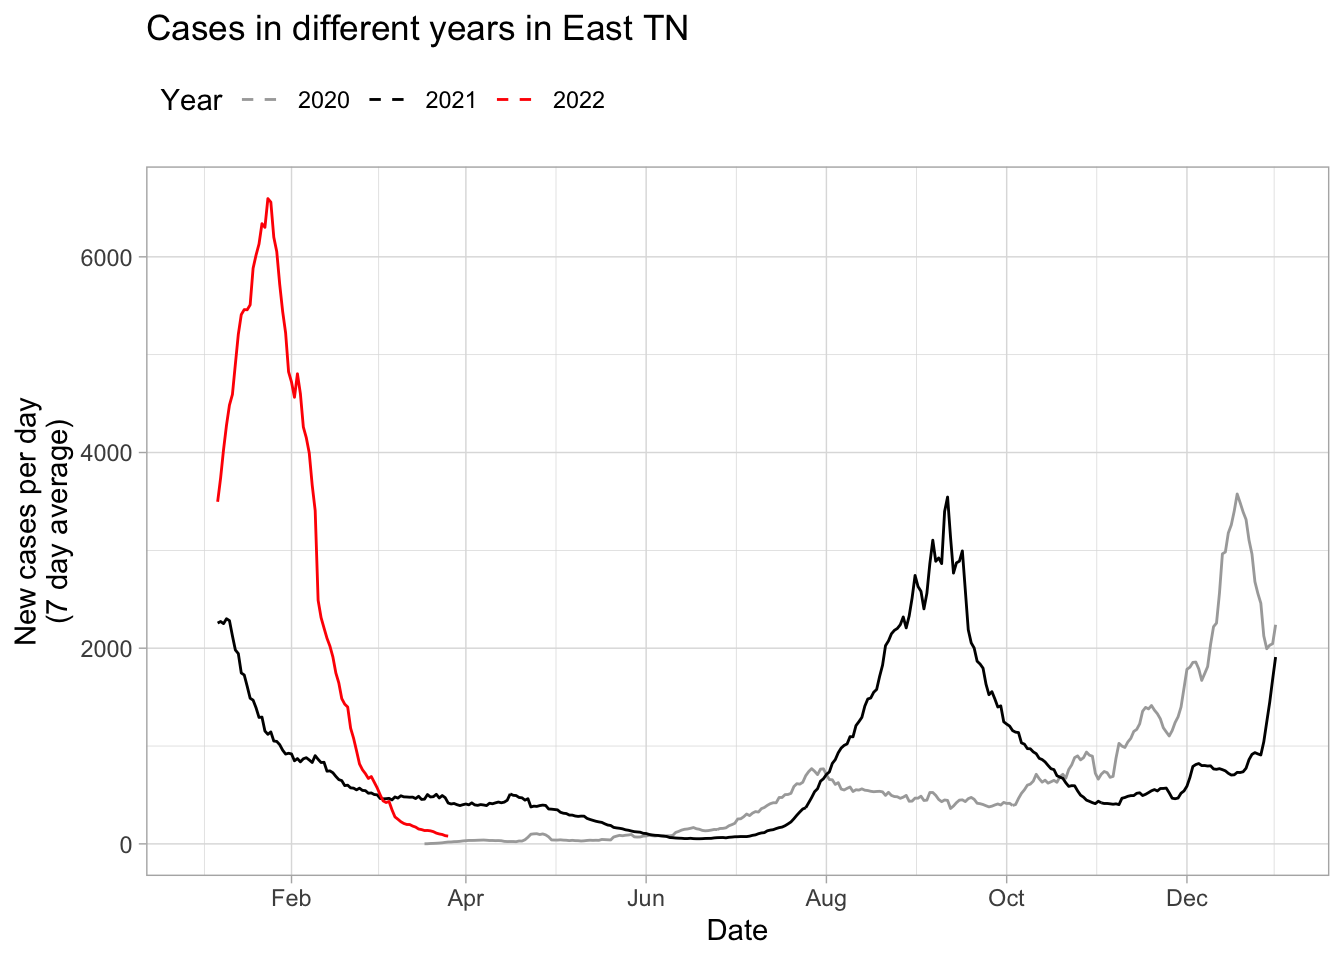 Cases in different years in East TN
Year 2020 2021 2022
New cases per day
(7 day average)
6000
4000
2000
0
Feb Apr Jun Aug Oct Dec
Date